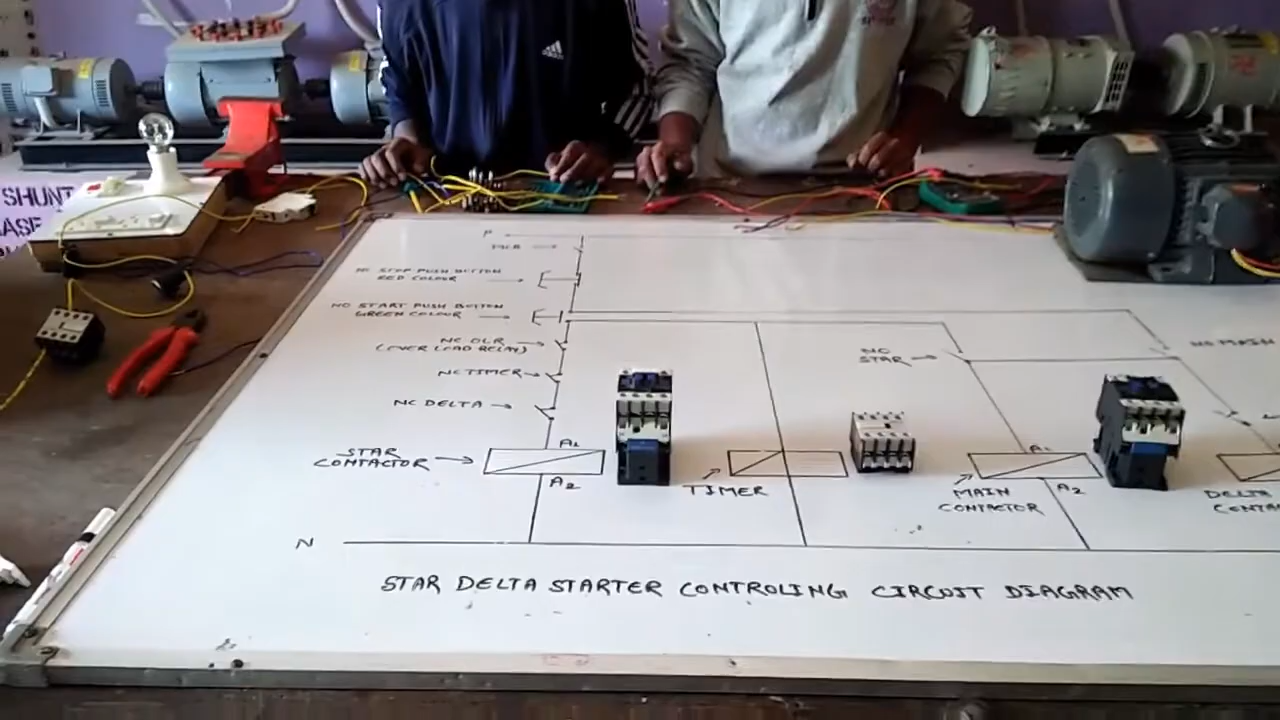 SHUNT
P
MCB
NC STOP PUSH BUTTON
RED COLOUR
NO START PUSH BUTTON
GREEN COLOUR
NC OLR
(OVER LOAD RELAY)
NC TIMER
NC DELTA
NO
STAR
NO MAIN
A1
STAR
CONTACTOR
A2
TIMER
A1
MAIN
CONTACTOR
A2
DELTA
CONTA
N
STAR DELTA STARTER CONTROLING CIRCUIT DIAGRAM